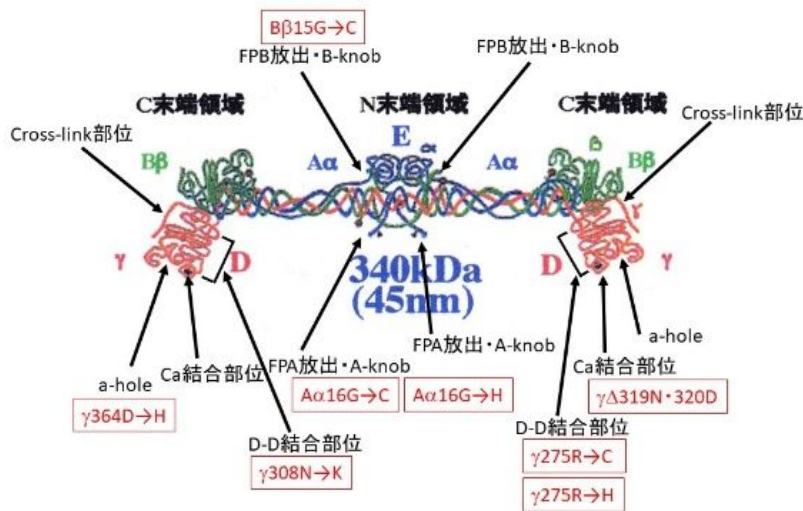 Bβ15G→C
FPB放出・B-knob
FPB放出・B-knob
C末端領域
N末端領域
C末端領域
Cross-link部位
Cross-link部位
E
α
β
Bβ
Aα
Aα
Bβ
γ
γ
D
340kDa
(45nm)
D
γ
a-hole
Ca結合部位
FPA放出・A-knob
FPA放出・A-knob
Ca結合部位
a-hole
γ364D→H
Aα16G→C
Aα16G→H
γΔ319N・320D
D-D結合部位
γ308N→K
D-D結合部位
γ275R→C
γ275R→H